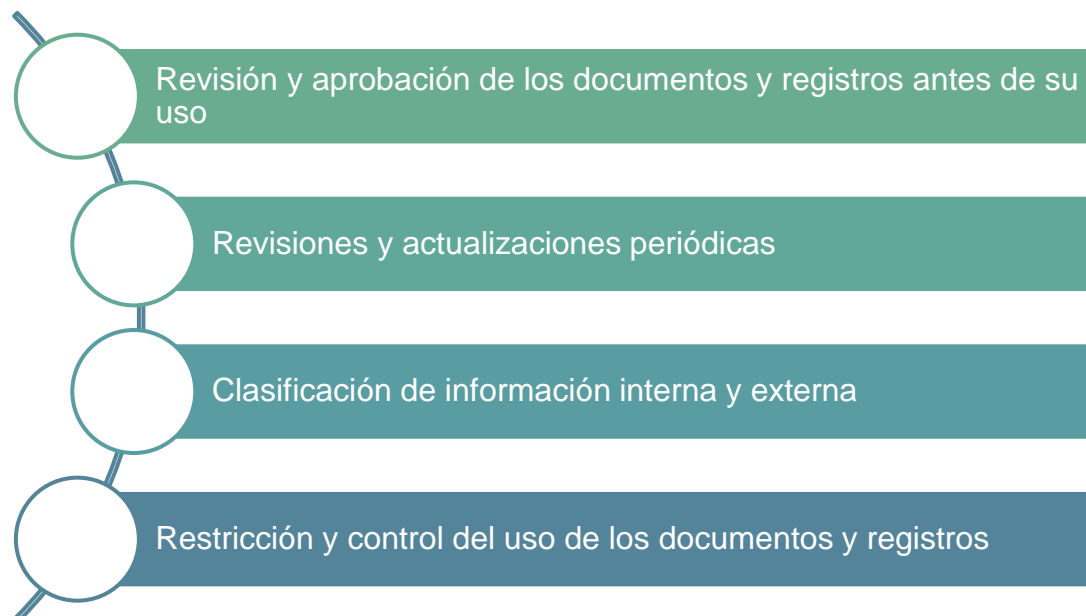 Revisión y aprobación de los documentos y registros antes de su
uso
Revisiones y actualizaciones periódicas
Clasificación de información interna y externa
Restricción y control del uso de los documentos y registros